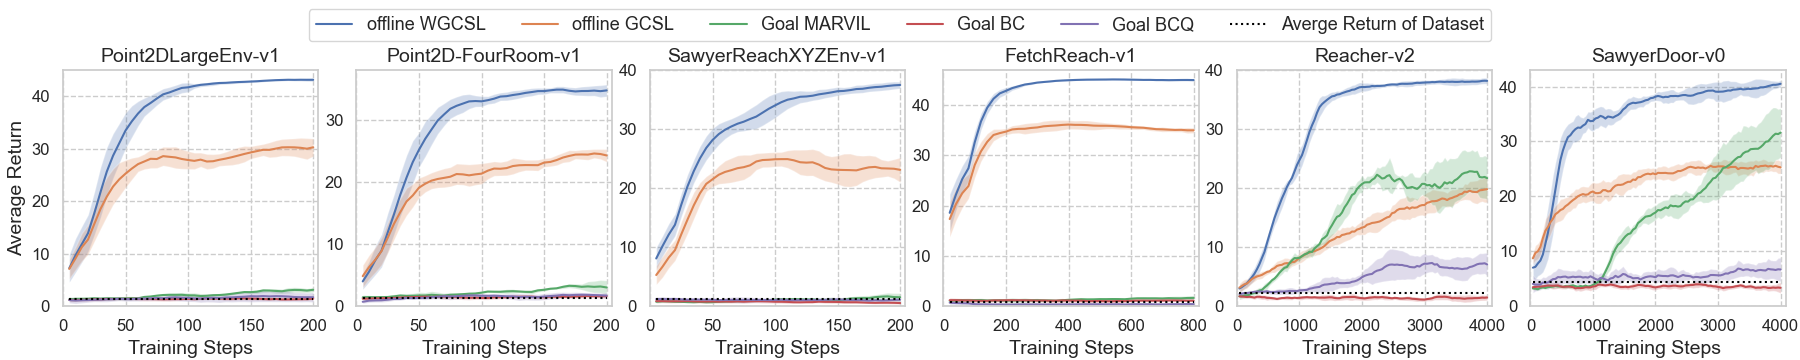 offline WGCSL offline GCSL Goal MARVIL Goal BC Goal BCQ Averge Return of Dataset
Point2DLargeEnv-v1 Point2D-FourRoom-v1 SawyerReachXYZEnv-v1 FetchReach-v1 Reacher-v2 SawyerDoor-v0
Average Return
40
30
20
10
0
0 50 100 150 200
Training Steps
30
20
10
0
0 50 100 150 200
Training Steps
40
30
20
10
0
0 50 100 150 200
Training Steps
40
30
20
10
0
0 200 400 600 800
Training Steps
40
30
20
10
0
0 1000 2000 3000 4000
Training Steps
40
30
20
10
0
0 1000 2000 3000 4000
Training Steps